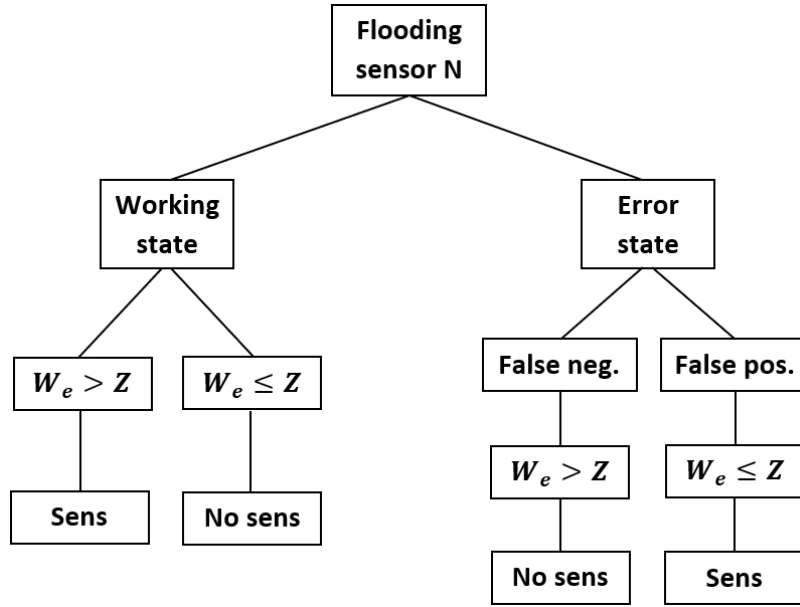 Flooding
sensor N
Working
state
Error
state
W_e > Z
W_e ≤ Z
Sens
No sens
False neg.
False pos.
W_e > Z
W_e ≤ Z
No sens
Sens